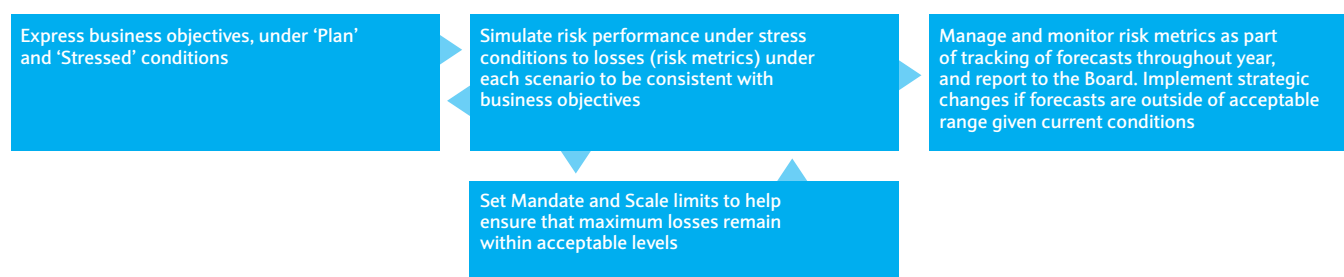 Express business objectives, under ‘Plan’
and ‘Stressed’ conditions
Simulate risk performance under stress
conditions to losses (risk metrics) under
each scenario to be consistent with
business objectives
Manage and monitor risk metrics as part
of tracking of forecasts throughout year,
and report to the Board. Implement strategic
changes if forecasts are outside of acceptable
range given current conditions
Set Mandate and Scale limits to help
ensure that maximum losses remain
within acceptable levels